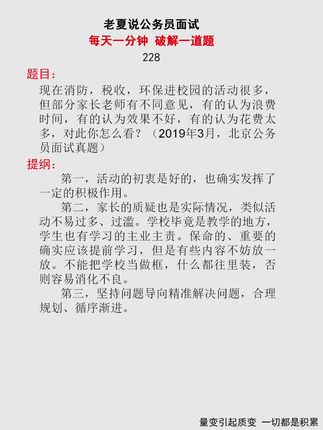 老夏说公务员面试
每天一分钟 破解一道题
228
题目：
现在消防，税收，环保进校园的活动很多，
但部分家长老师有不同意见，有的认为浪费
时间，有的认为效果不好，有的认为花费太
多，对此你怎么看？（2019年3月，北京公务
员面试真题）
提纲：
第一，活动的初衷是好的，也确实发挥了
一定的积极作用。
第二，家长的质疑也是实际情况，类似活
动不易过多、过滥。学校毕竟是教学的地方，
学生也有学习的主业主责。保命的、重要的
确实应该提前学习，但是有些内容不妨放一
放。不能把学校当做框，什么都往里装，否
则容易消化不良。
第三，坚持问题导向精准解决问题，合理
规划、循序渐进。
量变引起质变 一切都是积累